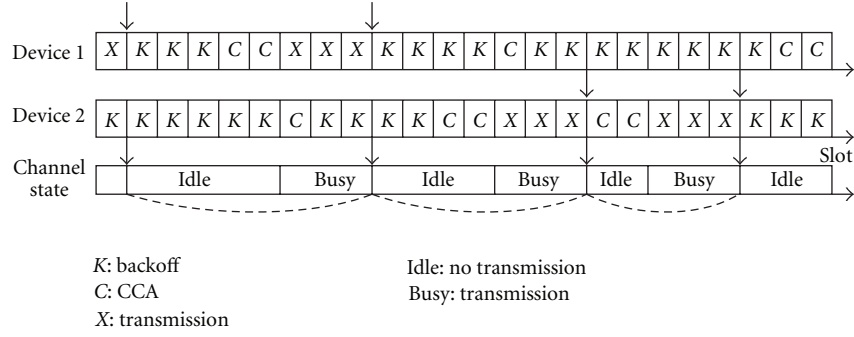 Device 1 X K K K C C X X X K K K K C K K K K K K K K C C
Device 2 K K K K K K C K K K K C C X X X C C X X X K K K
Slot
Channel state Idle Busy Idle Busy Idle Busy Idle
K: backoff
C: CCA
X: transmission
Idle: no transmission
Busy: transmission